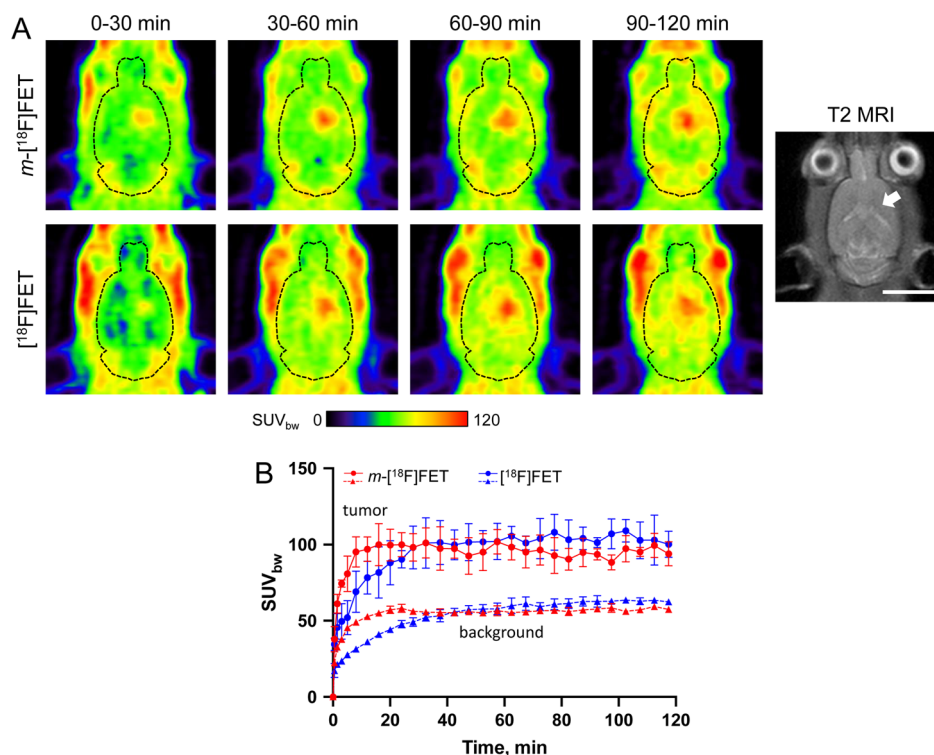 A
0-30 min
30-60 min
60-90 min
90-120 min
m-[¹⁸F]FET
T2 MRI
[¹⁸F]FET
SUVbw 0 120
B
m-[¹⁸F]FET
[¹⁸F]FET
tumor
background
SUVbw
150
100
50
0
0 20 40 60 80 100 120
Time, min